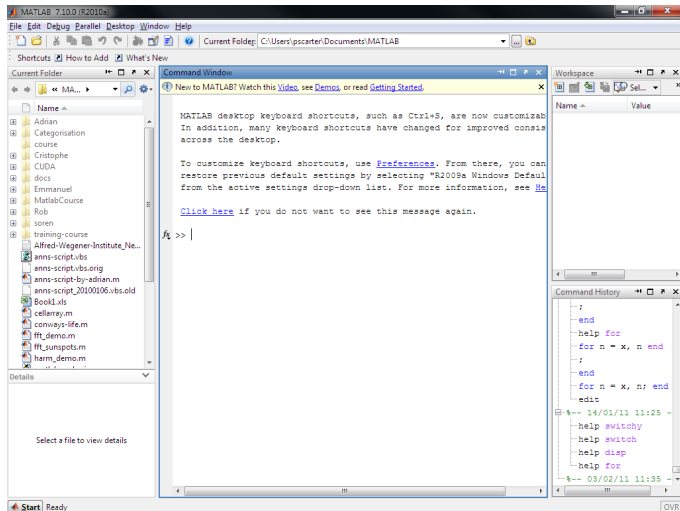 MATLAB 7.10.0 (R2010a)
File Edit Debug Parallel Desktop Window Help
Current Folder: C:\Users\pscarter\Documents\MATLAB
Shortcuts How to Add What's New
Current Folder
« MA...
Name
Adrian
Categorisation
course
Cristophe
CUDA
docs
Emmanuel
MatlabCourse
Rob
soren
training-course
Alfred-Wegener-Institute_Ne...
anns-script.vbs
anns-script.vbs.orig
anns-script-by-adrian.m
anns-script_20100106.vbs.old
Book1.xls
cellarray.m
conways-life.m
fft_demo.m
fft_sunspots.m
harm_demo.m
Details
Select a file to view details
Command Window
New to MATLAB? Watch this Video, see Demos, or read Getting Started.
MATLAB desktop keyboard shortcuts, such as Ctrl+S, are now customizab
In addition, many keyboard shortcuts have changed for improved consis
across the desktop.
To customize keyboard shortcuts, use Preferences. From there, you can
restore previous default settings by selecting "R2009a Windows Defaul
from the active settings drop-down list. For more information, see He
Click here if you do not want to see this message again.
fx >>
Workspace
Sel...
Name Value
Command History
;
end
help for
for n = x, n end
;
end
for n = x, n; end
edit
%-- 14/01/11 11:25 -
help switchy
help switch
help disp
help for
%-- 03/02/11 11:35 -
Start Ready
OVR